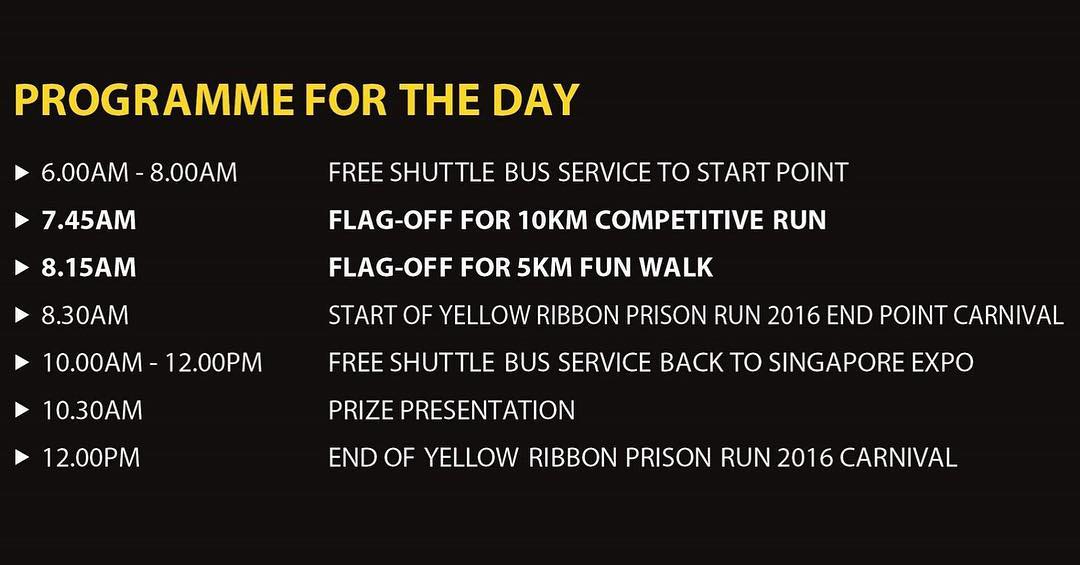 PROGRAMME FOR THE DAY
▶ 6.00AM - 8.00AM FREE SHUTTLE BUS SERVICE TO START POINT
▶ 7.45AM FLAG-OFF FOR 10KM COMPETITIVE RUN
▶ 8.15AM FLAG-OFF FOR 5KM FUN WALK
▶ 8.30AM START OF YELLOW RIBBON PRISON RUN 2016 END POINT CARNIVAL
▶ 10.00AM - 12.00PM FREE SHUTTLE BUS SERVICE BACK TO SINGAPORE EXPO
▶ 10.30AM PRIZE PRESENTATION
▶ 12.00PM END OF YELLOW RIBBON PRISON RUN 2016 CARNIVAL